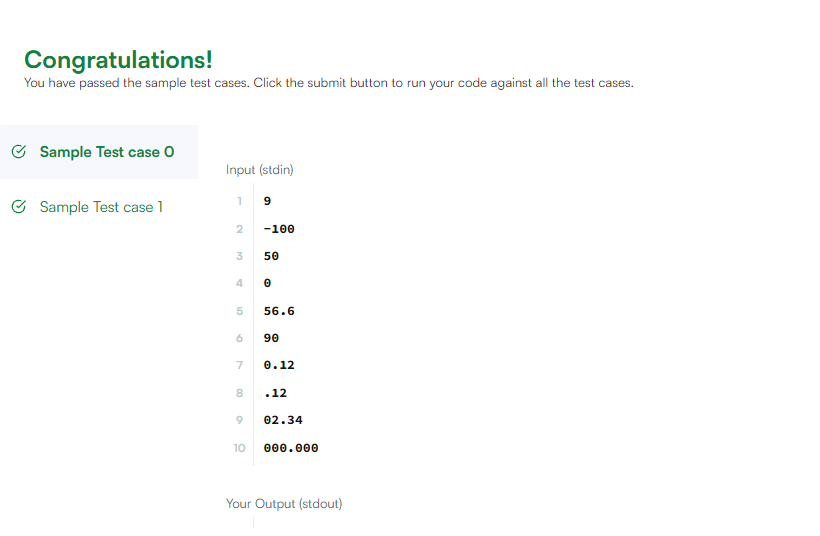 Congratulations!
You have passed the sample test cases. Click the submit button to run your code against all the test cases.
Sample Test case 0
Sample Test case 1
Input (stdin)
1 9
2 -100
3 50
4 0
5 56.6
6 90
7 0.12
8 .12
9 02.34
10 000.000
Your Output (stdout)